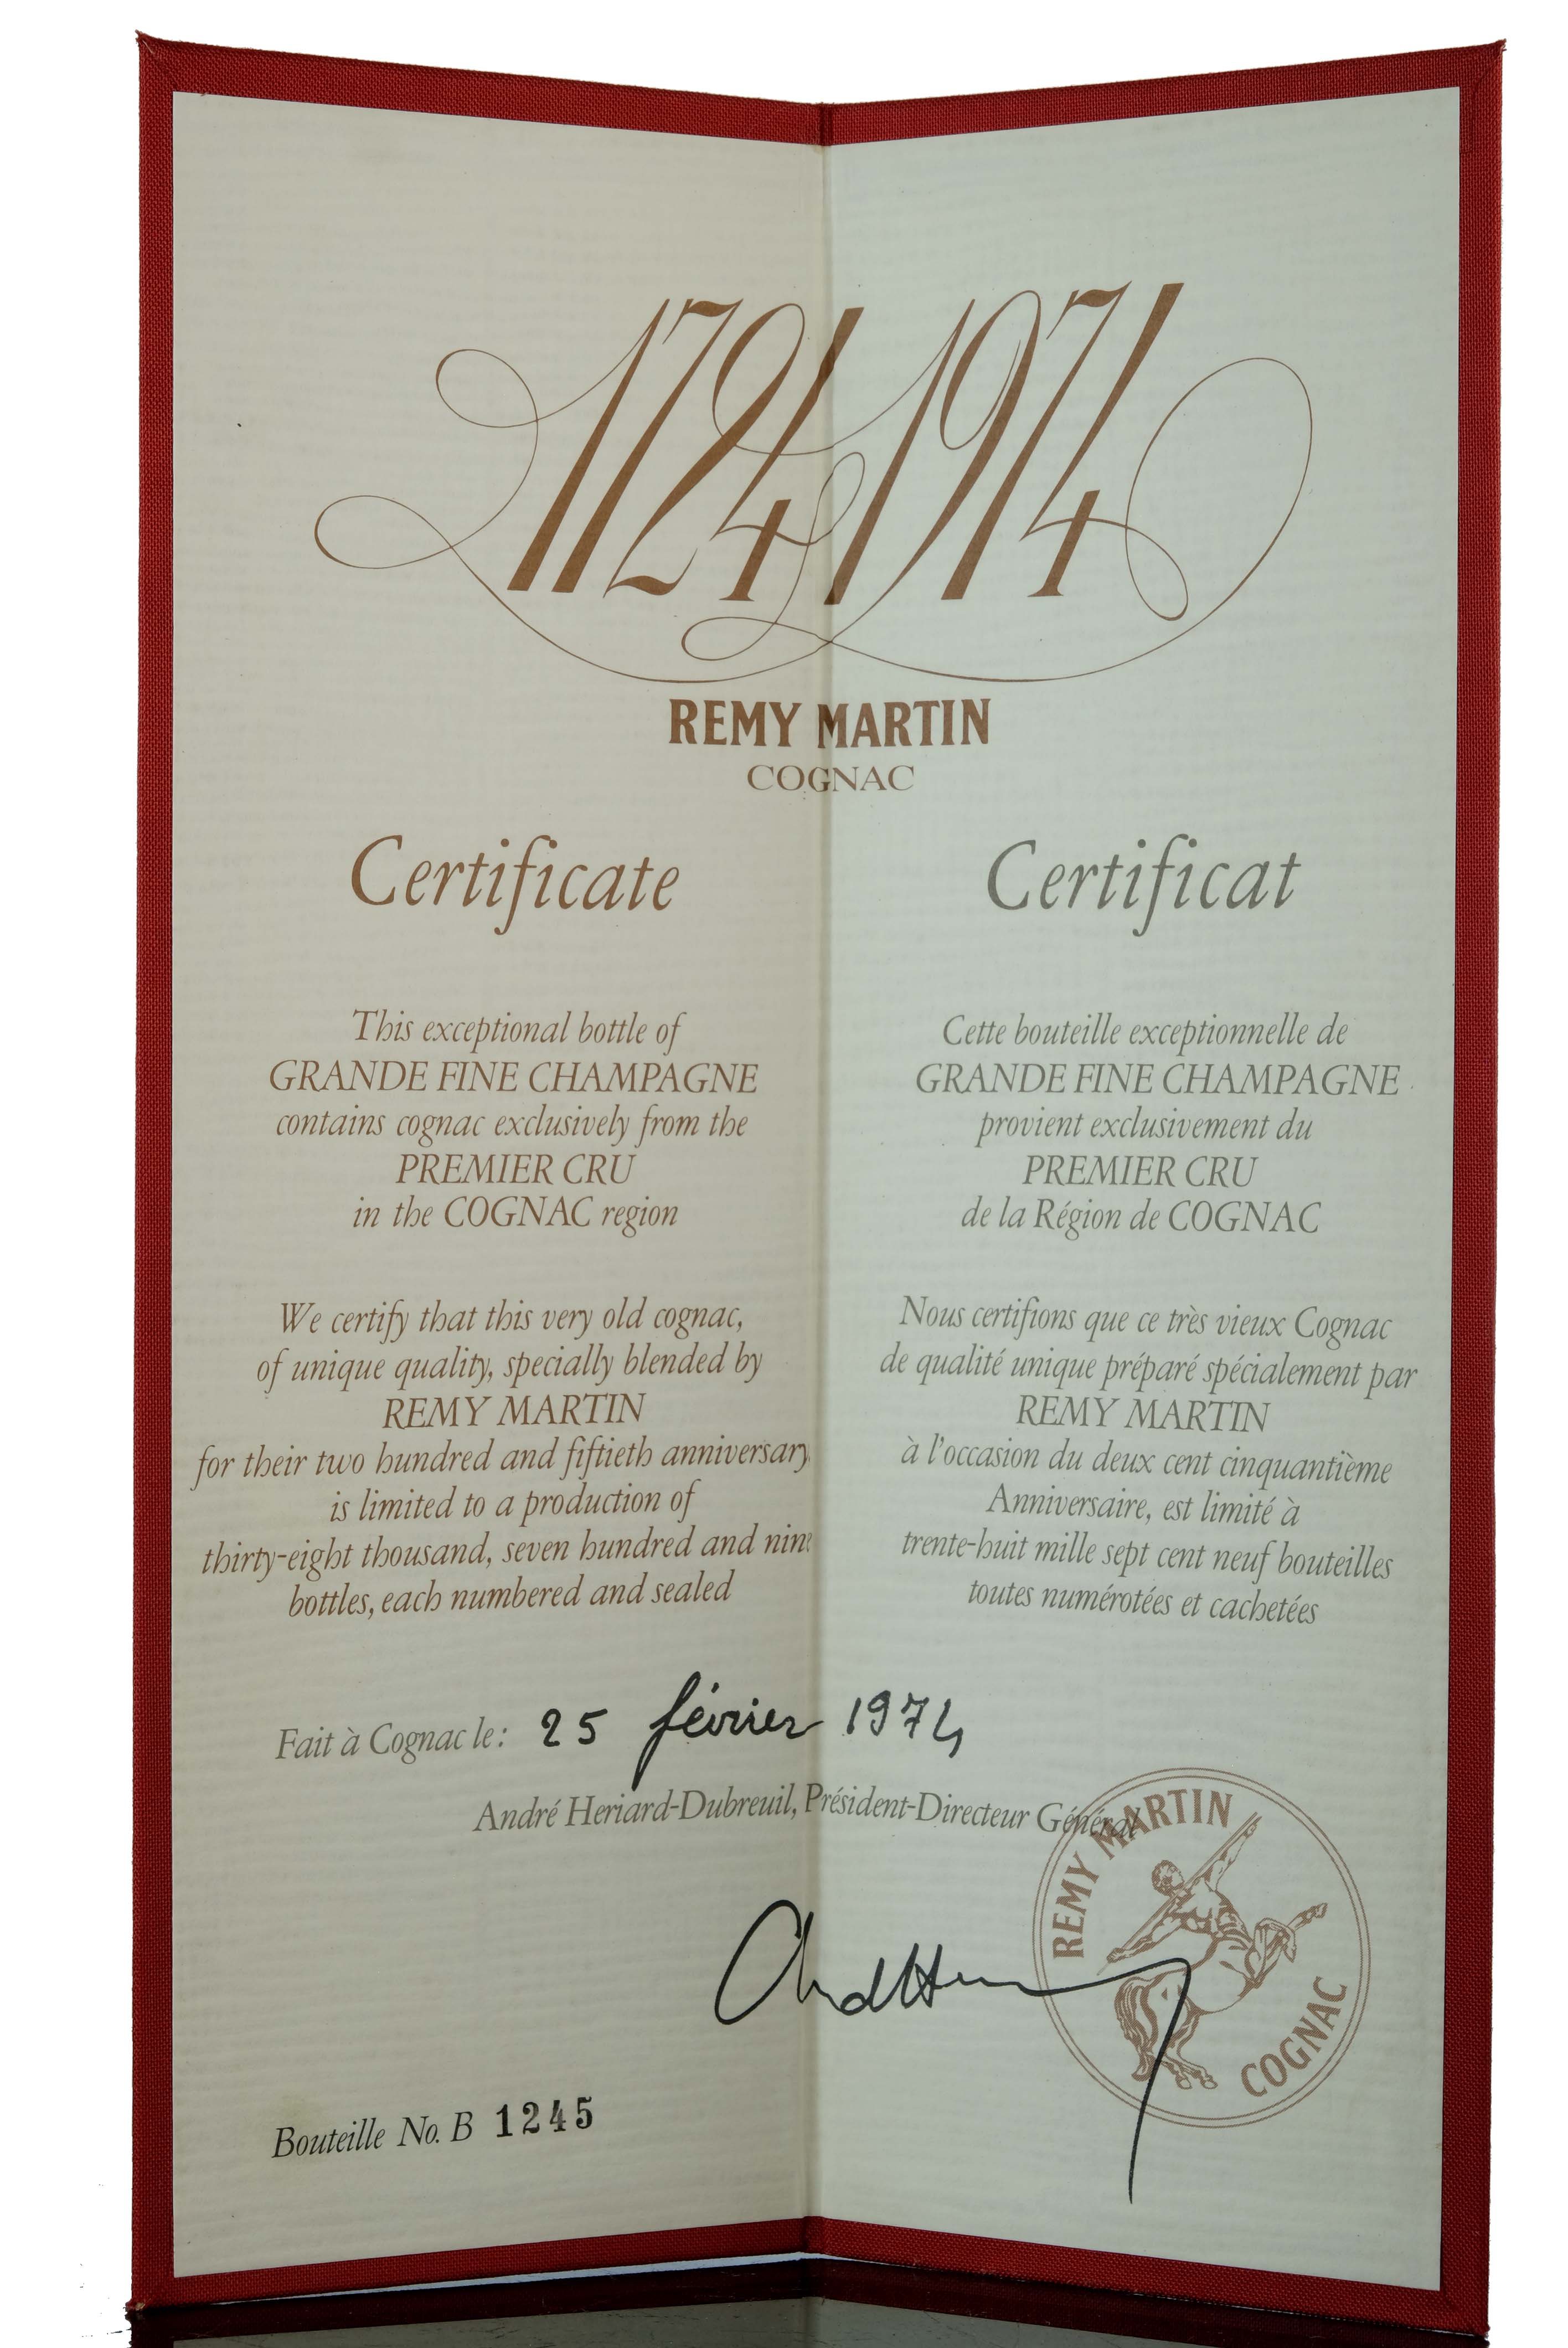 1724 1974
REMY MARTIN
COGNAC
Certificate
This exceptional bottle of
GRANDE FINE CHAMPAGNE
contains cognac exclusively from the
PREMIER CRU
in the COGNAC region
We certify that this very old cognac,
of unique quality, specially blended by
REMY MARTIN
for their two hundred and fiftieth anniversary,
is limited to a production of
thirty-eight thousand, seven hundred and nine
bottles, each numbered and sealed
Certificat
Cette bouteille exceptionnelle de
GRANDE FINE CHAMPAGNE
provient exclusivement du
PREMIER CRU
de la Région de COGNAC
Nous certifions que ce très vieux Cognac
de qualité unique préparé spécialement par
REMY MARTIN
à l'occasion du deux cent cinquantième
Anniversaire, est limité à
trente-huit mille sept cent neuf bouteilles
toutes numérotées et cachetées
Fait à Cognac le: 25 février 1974
André Heriard-Dubreuil, Président-Directeur Général
REMY MARTIN
COGNAC
Bouteille No. B 1245